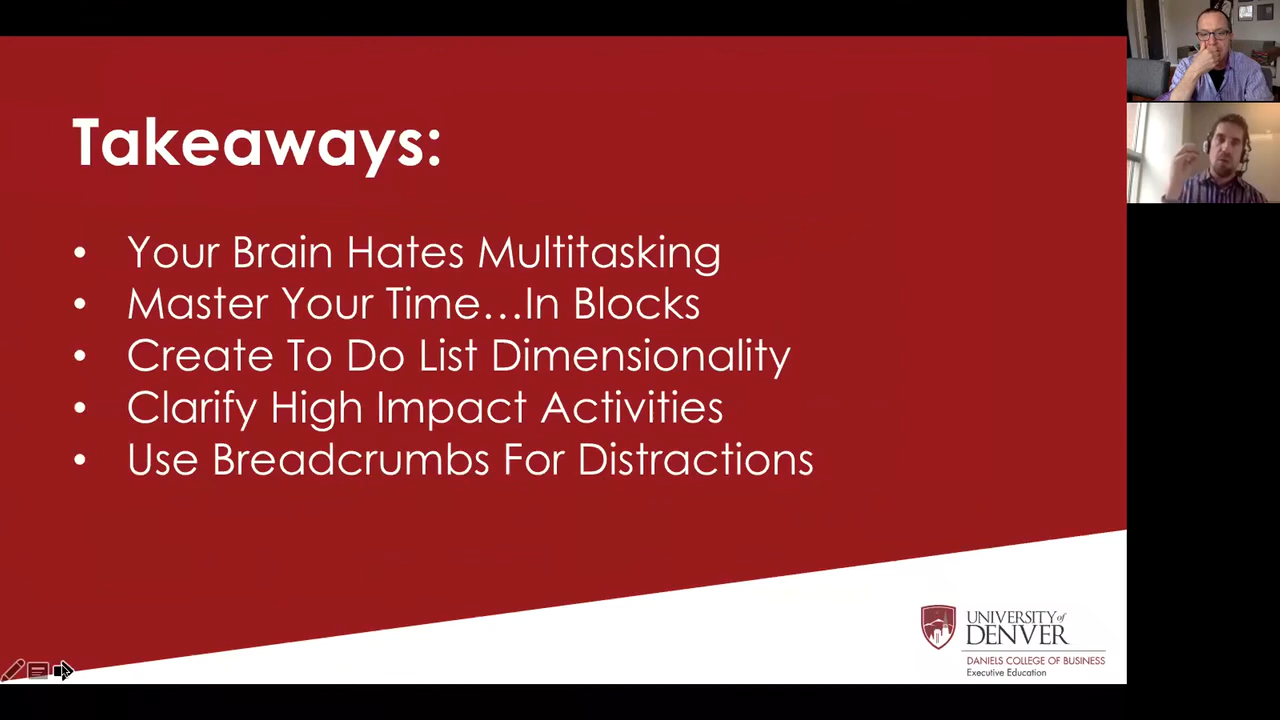 Takeaways:
• Your Brain Hates Multitasking
• Master Your Time…In Blocks
• Create To Do List Dimensionality
• Clarify High Impact Activities
• Use Breadcrumbs For Distractions
UNIVERSITY of
DENVER
DANIELS COLLEGE OF BUSINESS
Executive Education